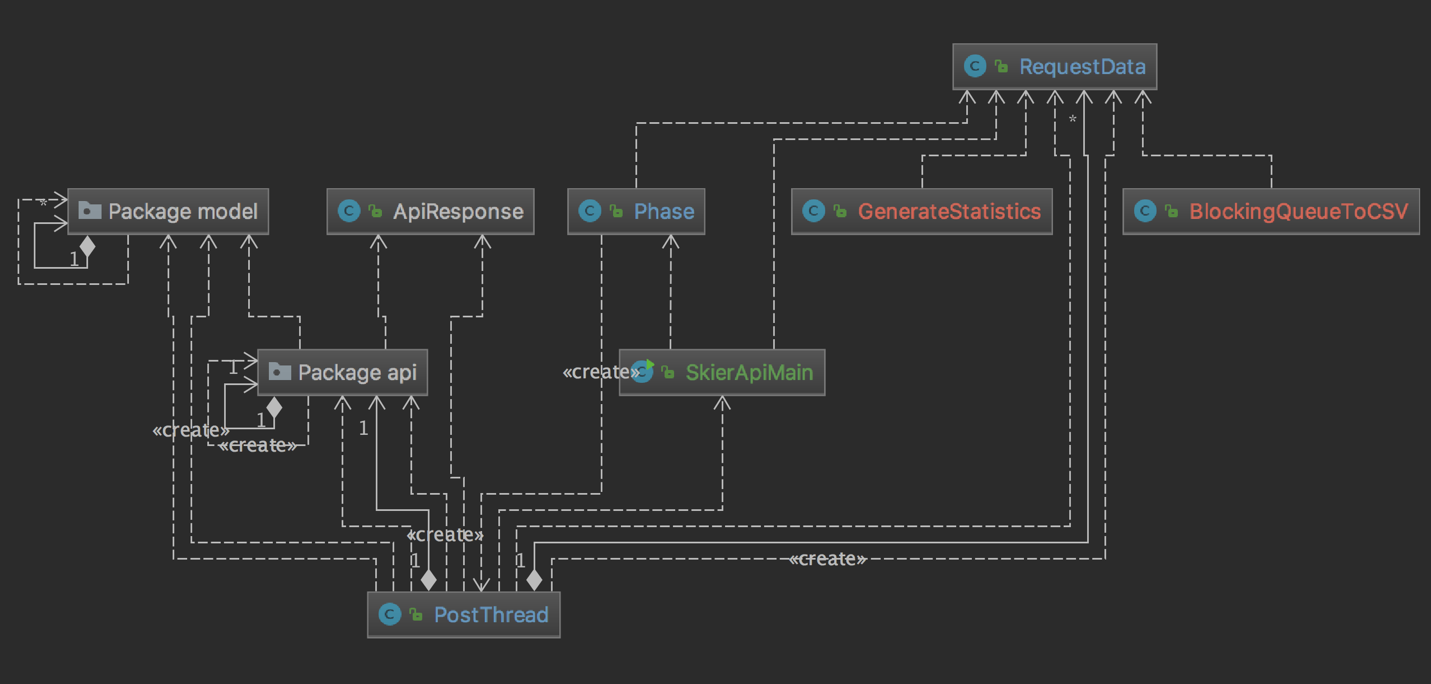 RequestData
*
*
Package model
ApiResponse
Phase
GenerateStatistics
BlockingQueueToCSV
1
1
Package api
«create»
SkierApiMain
1
1
«create»
«create»
«create»
1
1
«create»
PostThread